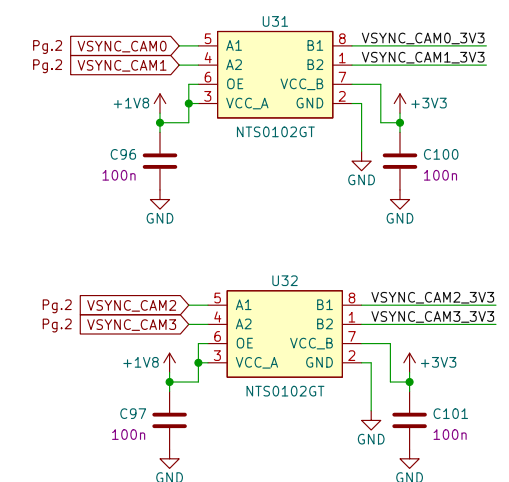 U31
Pg.2 VSYNC_CAM0 5 A1 B1 8 VSYNC_CAM0_3V3
Pg.2 VSYNC_CAM1 4 A2 B2 1 VSYNC_CAM1_3V3
6 OE VCC_B 7
+1V8 3 VCC_A GND 2 +3V3
NTS0102GT
C96 C100
100n GND 100n
GND GND
U32
Pg.2 VSYNC_CAM2 5 A1 B1 8 VSYNC_CAM2_3V3
Pg.2 VSYNC_CAM3 4 A2 B2 1 VSYNC_CAM3_3V3
6 OE VCC_B 7
+1V8 3 VCC_A GND 2 +3V3
NTS0102GT
C97 C101
100n GND 100n
GND GND